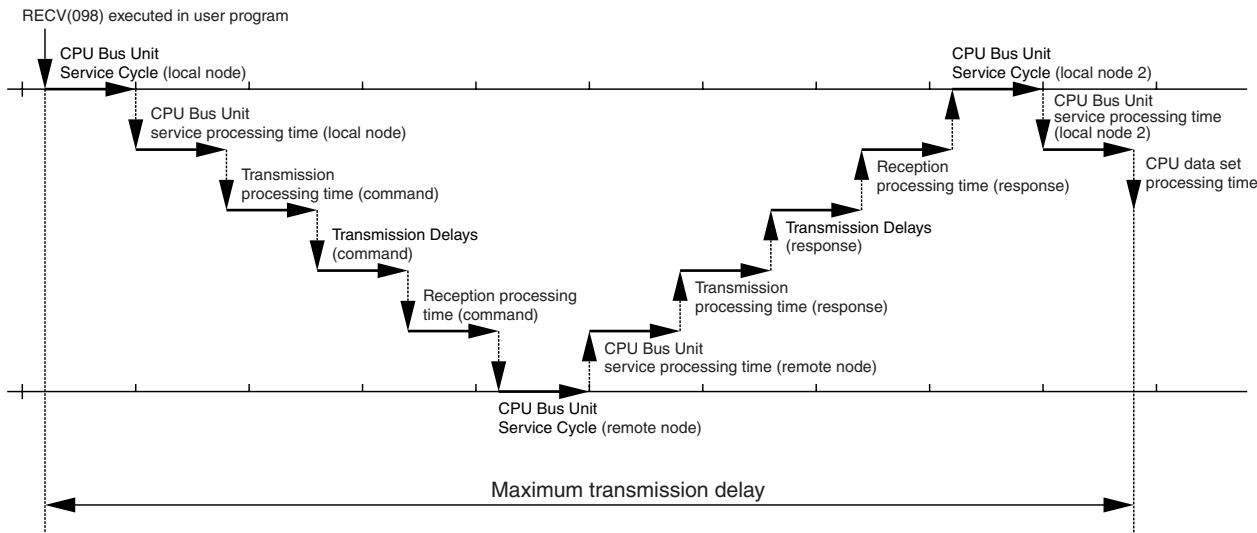 RECV(098) executed in user program
CPU Bus Unit
Service Cycle (local node)
CPU Bus Unit
service processing time (local node)
Transmission
processing time (command)
Transmission Delays
(command)
Reception processing
time (command)
CPU Bus Unit
Service Cycle (remote node)
CPU Bus Unit
service processing time (remote node)
Transmission
processing time (response)
Transmission Delays
(response)
Reception
processing time (response)
CPU Bus Unit
Service Cycle (local node 2)
CPU Bus Unit
service processing time
(local node 2)
CPU data set
processing time
Maximum transmission delay